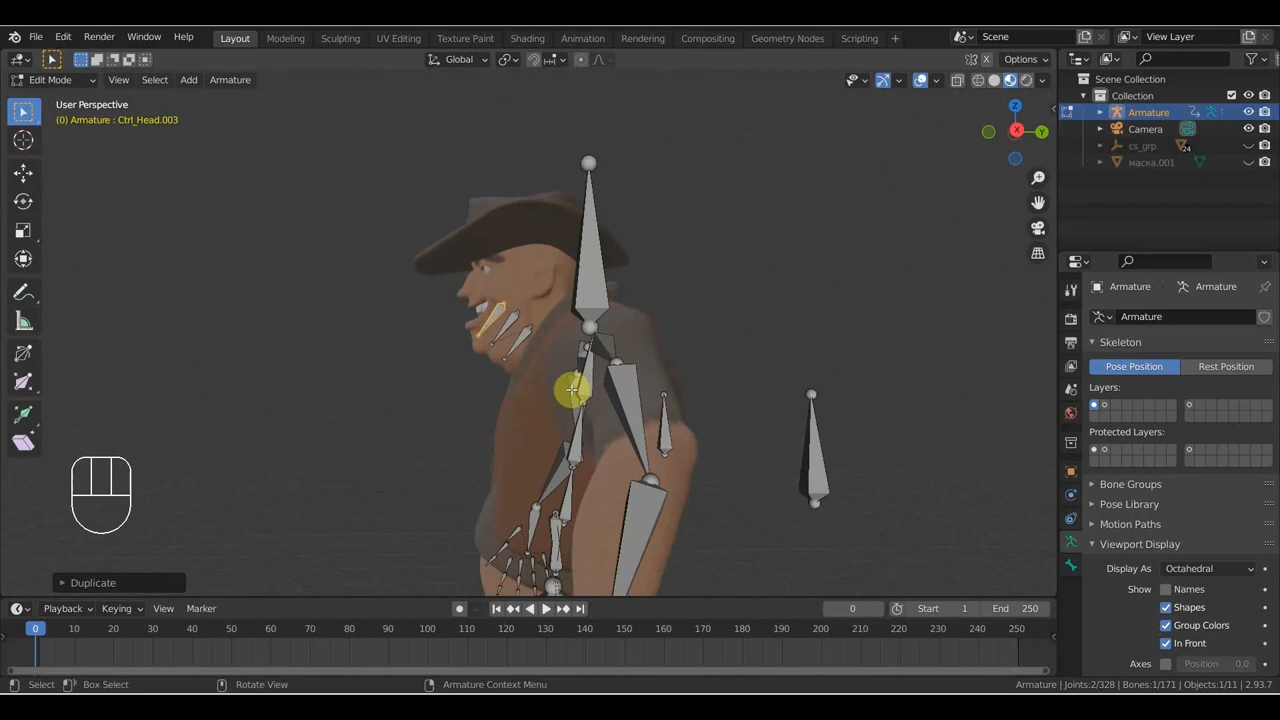 File Edit Render Window Help Layout Modeling Sculpting UV Editing Texture Paint Shading Animation Rendering Compositing Geometry Nodes Scripting + Scene View Layer
Global Options
Edit Mode View Select Add Armature
User Perspective
(0) Armature : Ctrl_Head.003
Z
X
Y
Scene Collection
Collection
Armature
Camera
cs_grp
24
маска.001
Armature Armature
Armature
Skeleton
Pose Position Rest Position
Layers:
Protected Layers:
Bone Groups
Pose Library
Motion Paths
Viewport Display
Display As Octahedral
Show Names
Shapes
Group Colors
In Front
Axes Position 0.0
Duplicate
Playback Keying View Marker 0 Start 1 End 250
0 10 20 30 40 50 60 70 80 90 100 110 120 130 140 150 160 170 180 190 200 210 220 230 240 250
Select Box Select Rotate View Armature Context Menu Armature | Joints:2/328 | Bones:1/171 | Objects:1/11 | 2.93.7